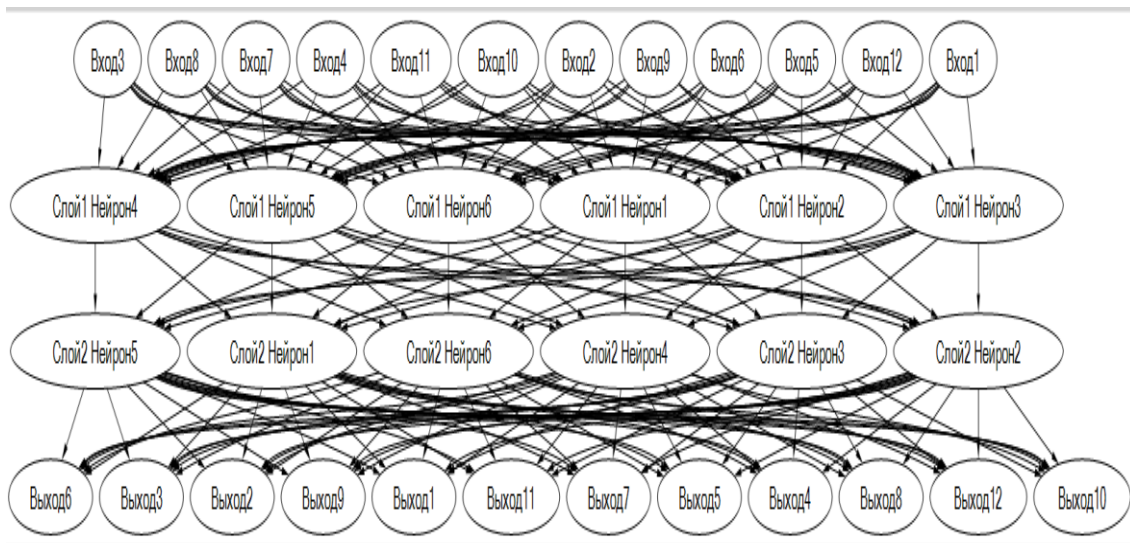 Вход3 Вход8 Вход7 Вход4 Вход11 Вход10 Вход2 Вход9 Вход6 Вход5 Вход12 Вход1
Слой1 Нейрон4 Слой1 Нейрон5 Слой1 Нейрон6 Слой1 Нейрон1 Слой1 Нейрон2 Слой1 Нейрон3
Слой2 Нейрон5 Слой2 Нейрон1 Слой2 Нейрон6 Слой2 Нейрон4 Слой2 Нейрон3 Слой2 Нейрон2
Выход6 Выход3 Выход2 Выход9 Выход1 Выход11 Выход7 Выход5 Выход4 Выход8 Выход12 Выход10